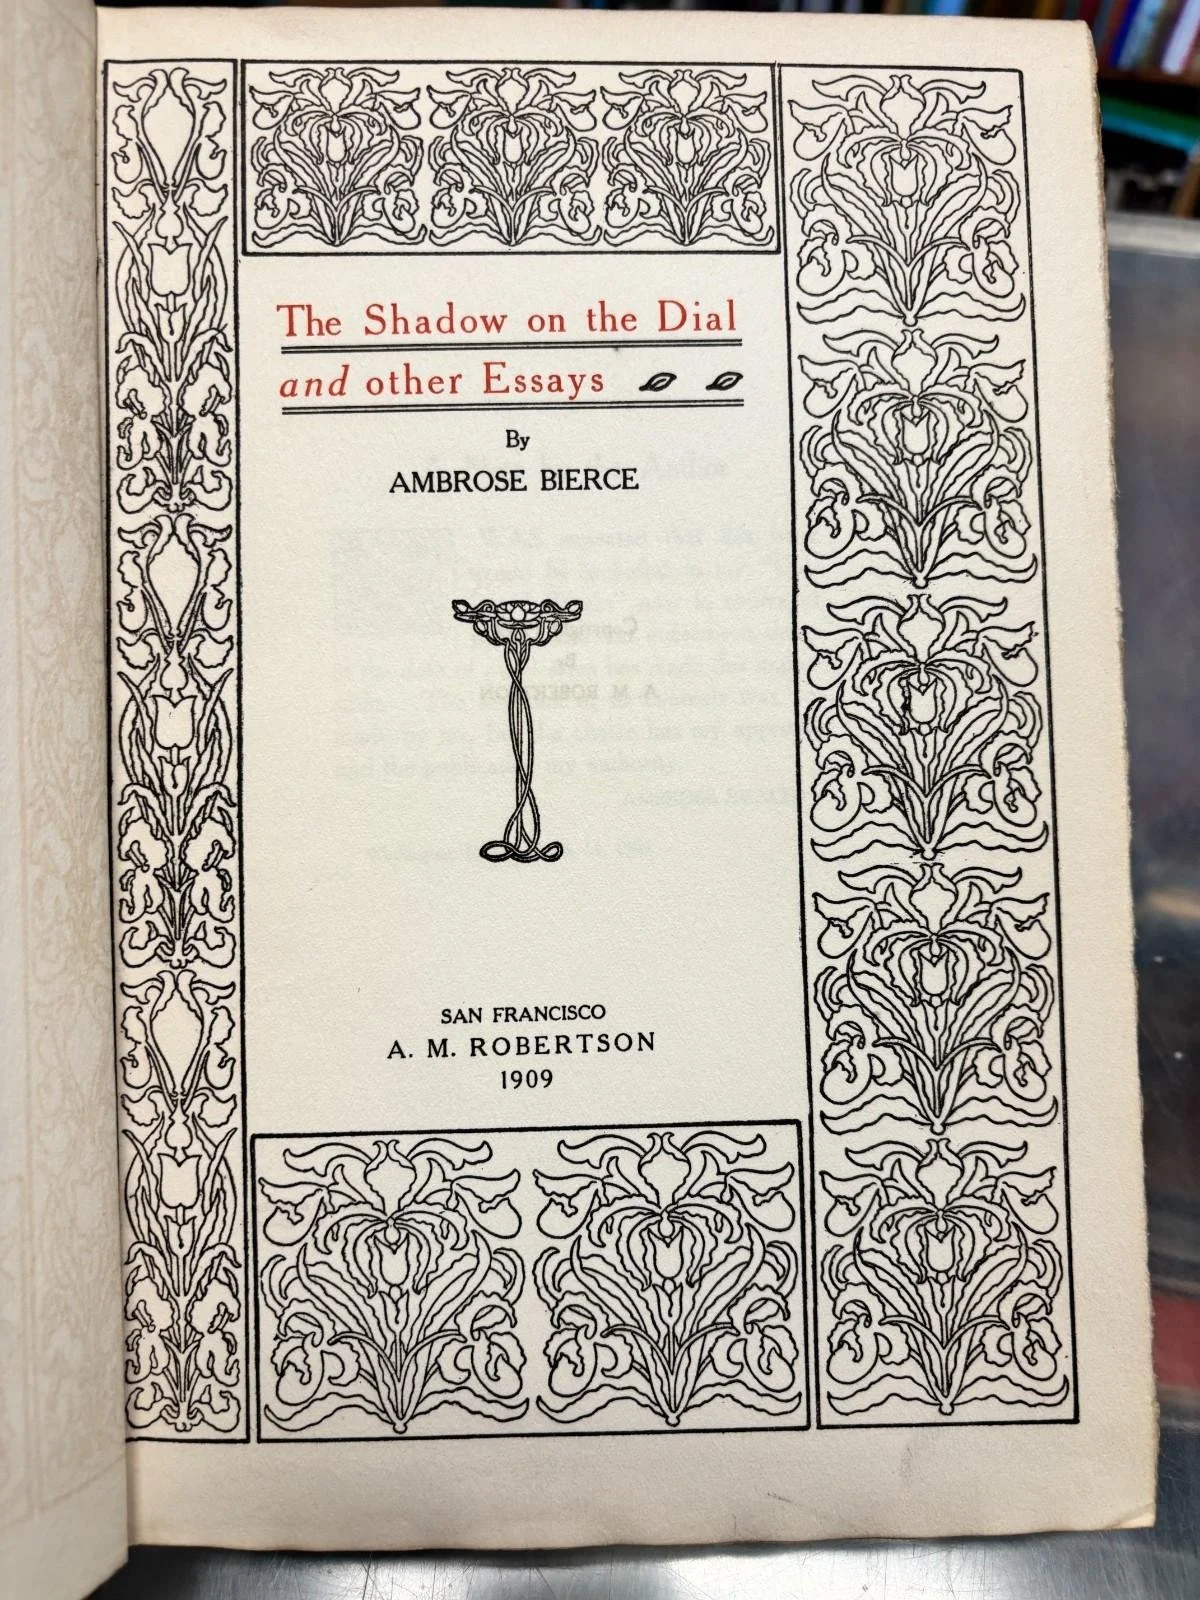 The Shadow on the Dial
and other Essays
By
AMBROSE BIERCE
SAN FRANCISCO
A. M. ROBERTSON
1909